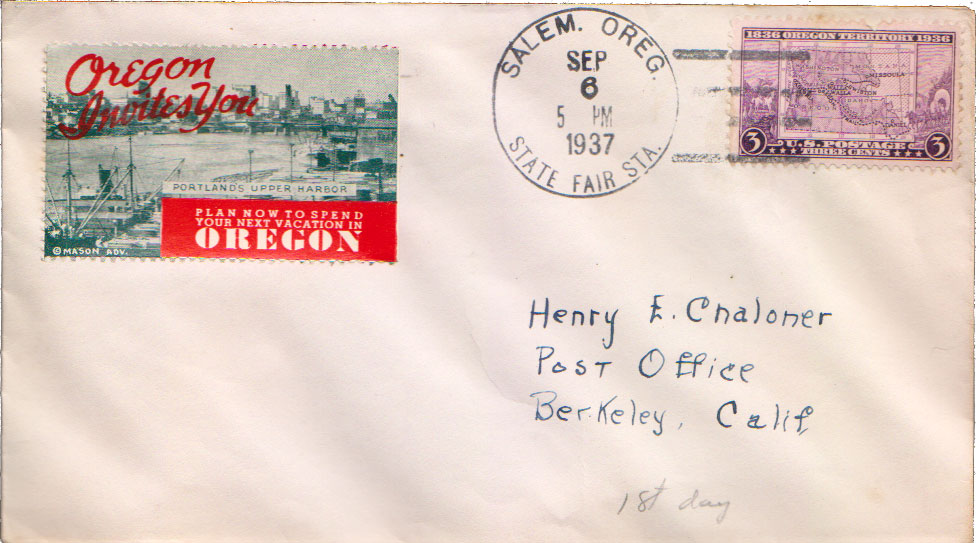 Oregon
Invites You
PORTLAND'S UPPER HARBOR
PLAN NOW TO SPEND
YOUR NEXT VACATION IN
OREGON
© MASON ADV.
SALEM. OREG.
SEP
6
5 PM
1937
STATE FAIR STA.
1836 OREGON TERRITORY 1936
MISSOULA
3 U.S. POSTAGE 3
THREE CENTS
Henry E. Chaloner
Post Office
Berkeley, Calif.
1st day